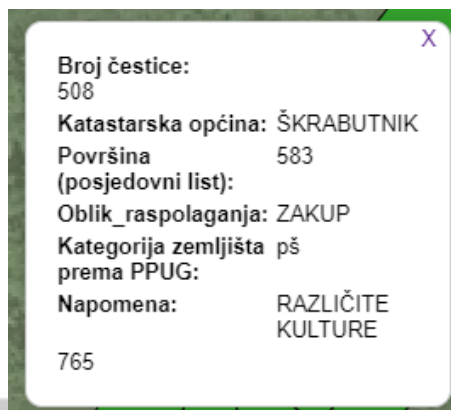 X
Broj čestice:
508
Katastarska općina: ŠKRABUTNIK
Površina 583
(posjedovni list):
Oblik_raspolaganja: ZAKUP
Kategorija zemljišta pš
prema PPUG:
Napomena: RAZLIČITE
KULTURE
765